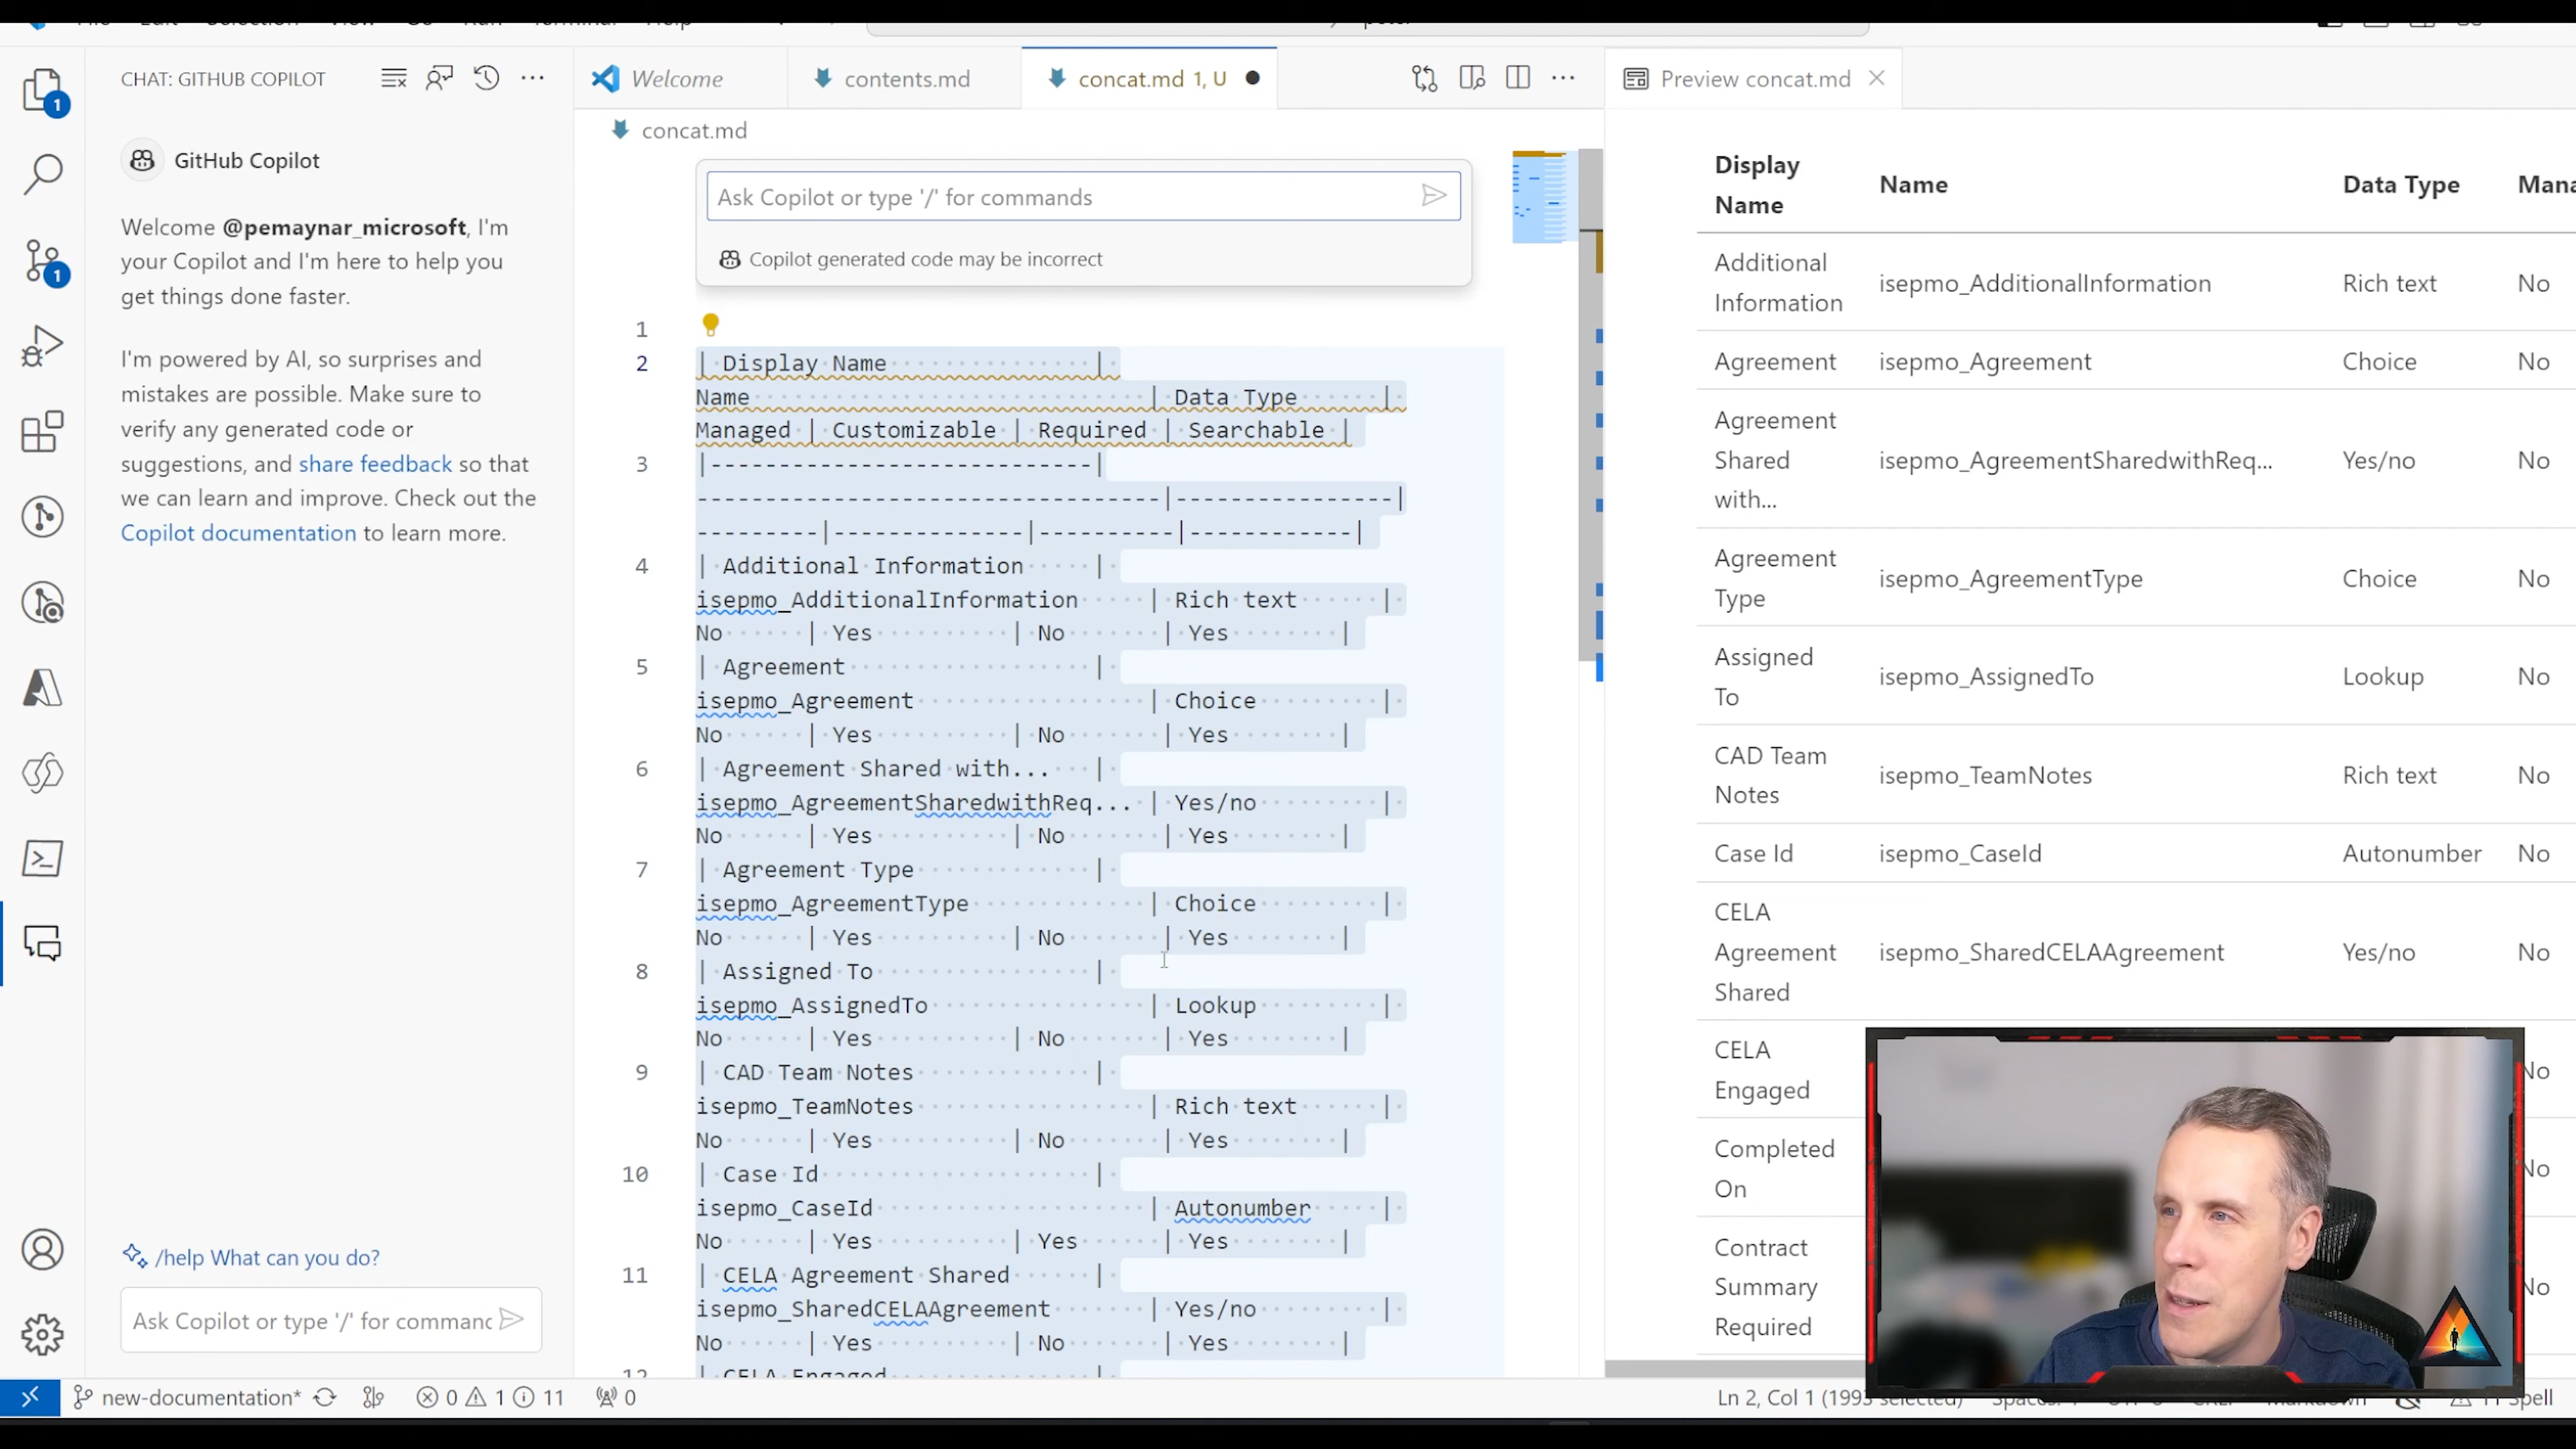 CHAT: GITHUB COPILOT
GitHub Copilot
Welcome @pemaynar_microsoft, I'm
your Copilot and I'm here to help you
get things done faster.
I'm powered by AI, so surprises and
mistakes are possible. Make sure to
verify any generated code or
suggestions, and share feedback so that
we can learn and improve. Check out the
Copilot documentation to learn more.
/help What can you do?
Ask Copilot or type '/' for commanc
Welcome
contents.md
concat.md 1, U
concat.md
Ask Copilot or type '/' for commands
Copilot generated code may be incorrect
1
2 | Display Name |
Name | Data Type |
Managed | Customizable | Required | Searchable |
3 |----------------------------|
----------------------------------|----------------|
---------|--------------|----------|------------|
4 | Additional Information |
isepmo_AdditionalInformation | Rich text |
No | Yes | No | Yes |
5 | Agreement |
isepmo_Agreement | Choice |
No | Yes | No | Yes |
6 | Agreement Shared with... |
isepmo_AgreementSharedwithReq... | Yes/no |
No | Yes | No | Yes |
7 | Agreement Type |
isepmo_AgreementType | Choice |
No | Yes | No | Yes |
8 | Assigned To |
isepmo_AssignedTo | Lookup |
No | Yes | No | Yes |
9 | CAD Team Notes |
isepmo_TeamNotes | Rich text |
No | Yes | No | Yes |
10 | Case Id |
isepmo_CaseId | Autonumber |
No | Yes | Yes | Yes |
11 | CELA Agreement Shared |
isepmo_SharedCELAAgreement | Yes/no |
No | Yes | No | Yes |
12 | CELA Engaged |
Preview concat.md
Display
Name
Name
Data Type
Mana
Additional
Information
isepmo_AdditionalInformation
Rich text
No
Agreement
isepmo_Agreement
Choice
No
Agreement
Shared
with...
isepmo_AgreementSharedwithReq...
Yes/no
No
Agreement
Type
isepmo_AgreementType
Choice
No
Assigned
To
isepmo_AssignedTo
Lookup
No
CAD Team
Notes
isepmo_TeamNotes
Rich text
No
Case Id
isepmo_CaseId
Autonumber
No
CELA
Agreement
Shared
isepmo_SharedCELAAgreement
Yes/no
No
CELA
Engaged
No
Completed
On
No
Contract
Summary
Required
No
1
1
new-documentation*
0 1 11
0
Ln 2, Col 1 (1993 selected)
Spell